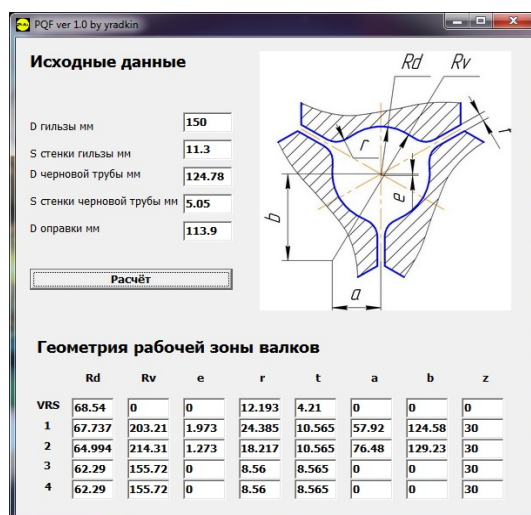 PQF ver 1.0 by yradkin
Исходные данные
D гильзы мм 150
S стенки гильзы мм 11.3
D черновой трубы мм 124.78
S стенки черновой трубы мм 5.05
D оправки мм 113.9
Расчёт
Rd Rv
r
t
b
e
a
Геометрия рабочей зоны валков
Rd Rv e r t a b z
VRS 68.54 0 0 12.193 4.21 0 0 0
1 67.737 203.21 1.973 24.385 10.565 57.92 124.58 30
2 64.994 214.31 1.273 18.217 10.565 76.48 129.23 30
3 62.29 155.72 0 8.56 8.565 0 0 30
4 62.29 155.72 0 8.56 8.565 0 0 30